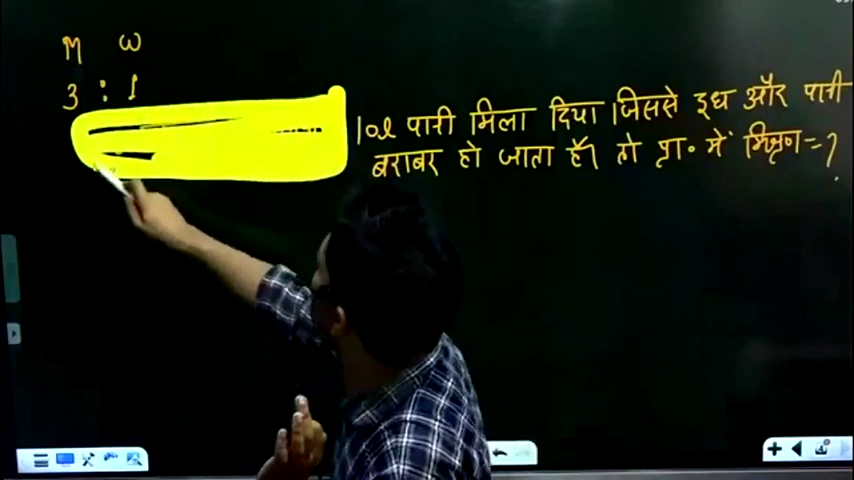 M W
3 : 1
10l पानी मिला दिया जिससे दूध और पानी
बराबर हो जाता है। तो प्रा० में मिश्रण = ?